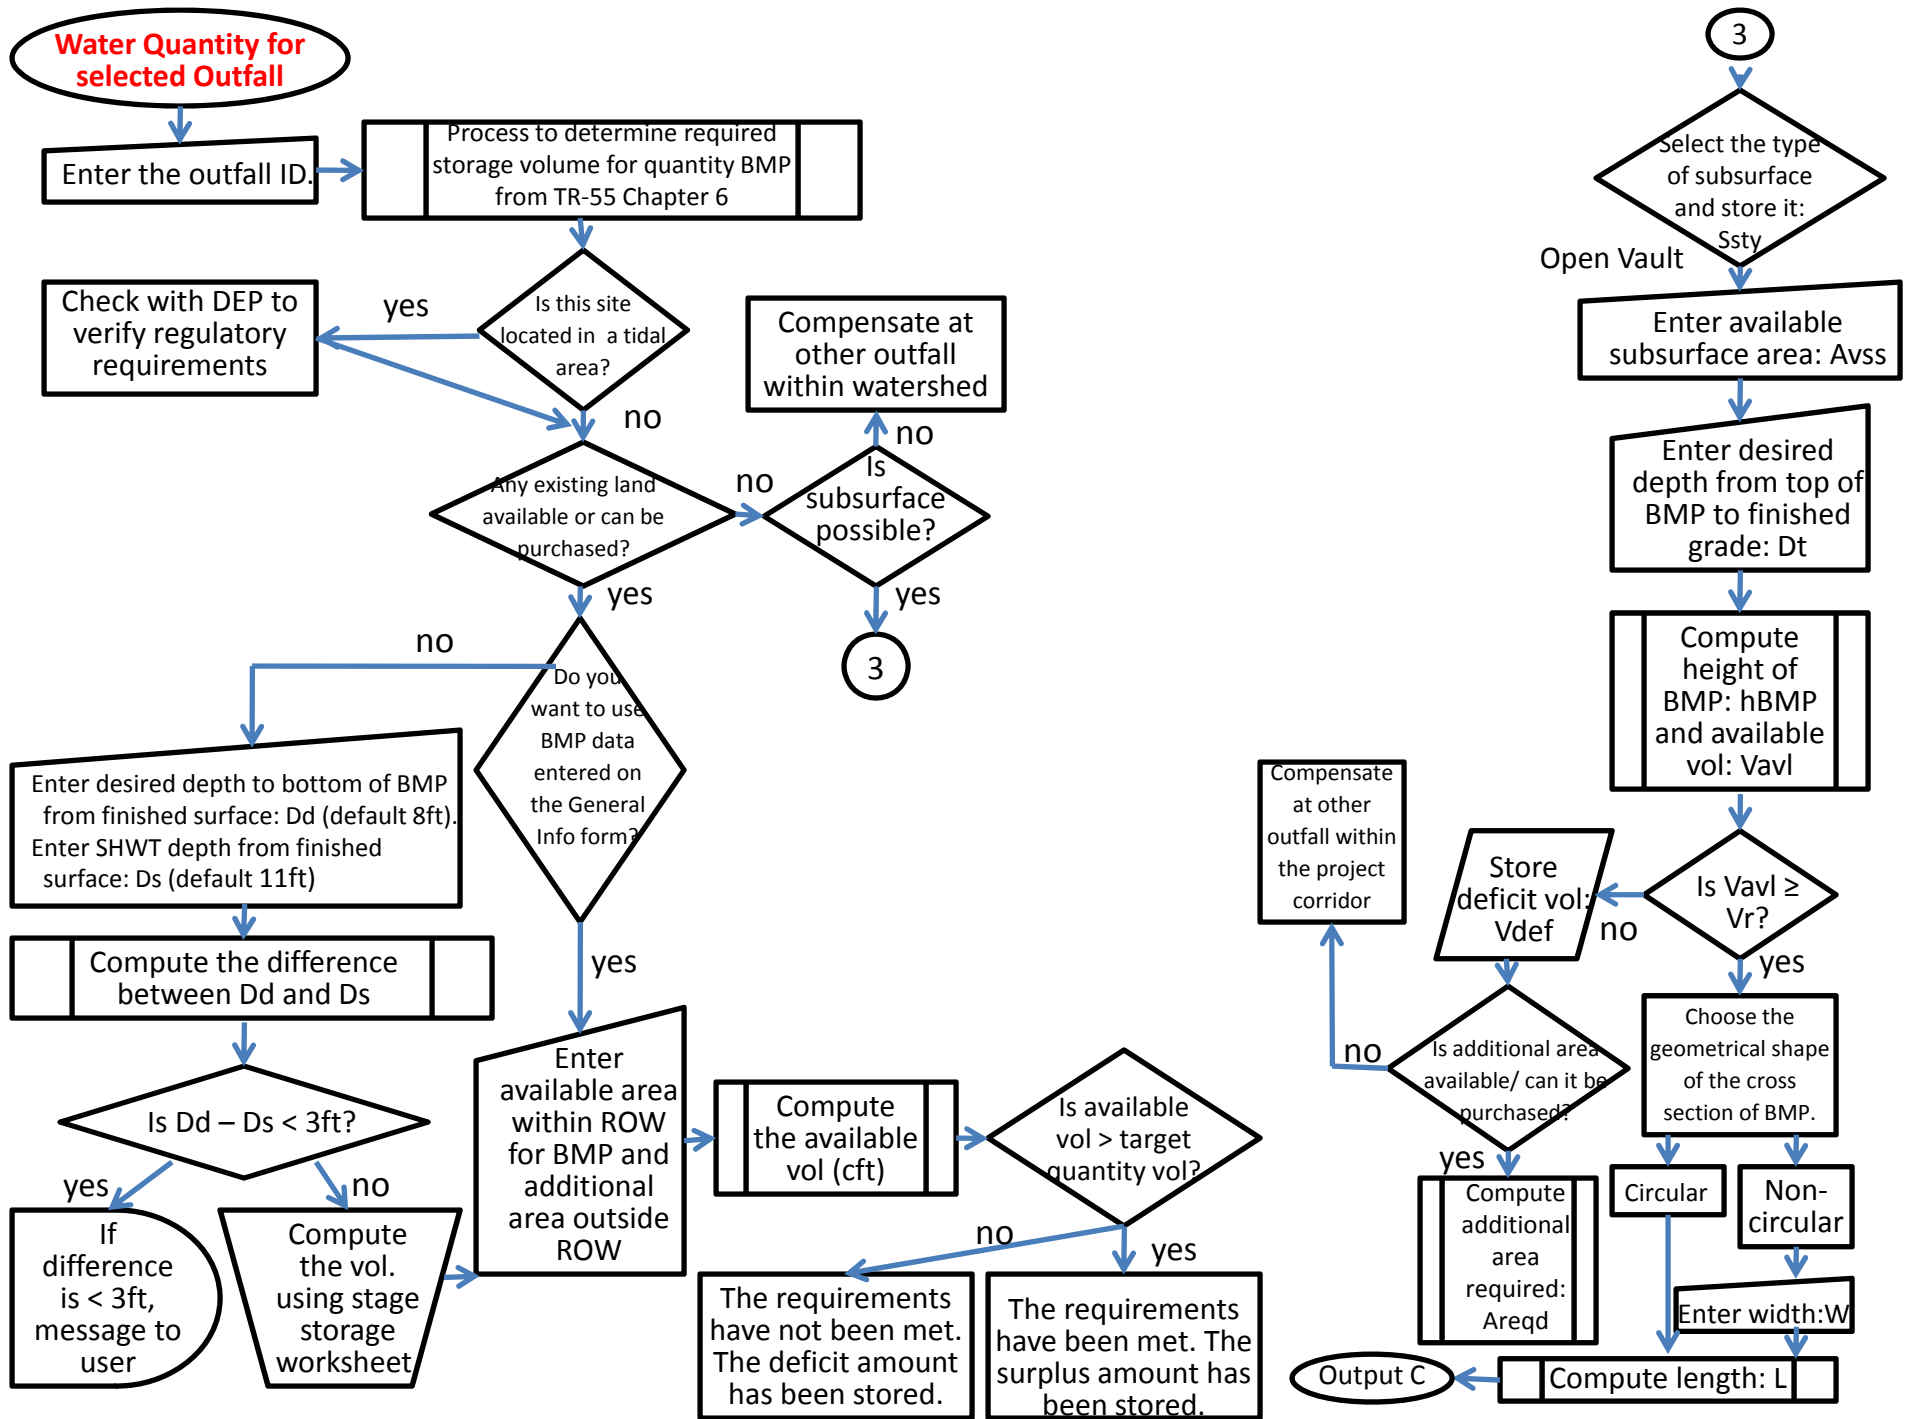 Water Quantity for
selected Outfall
Enter the outfall ID.
Process to determine required
storage volume for quantity BMP
from TR-55 Chapter 6
Is this site
located in a tidal
area?
yes
Check with DEP to
verify regulatory
requirements
no
Any existing land
available or can be
purchased?
no
Is
subsurface
possible?
no
Compensate at
other outfall
within watershed
yes
3
yes
Do you
want to use
BMP data
entered on
the General
Info form?
no
Enter desired depth to bottom of BMP
from finished surface: Dd (default 8ft).
Enter SHWT depth from finished
surface: Ds (default 11ft)
Compute the difference
between Dd and Ds
Is Dd – Ds < 3ft?
yes
If
difference
is < 3ft,
message to
user
no
Compute
the vol.
using stage
storage
worksheet
yes
Enter
available area
within ROW
for BMP and
additional
area outside
ROW
Compute
the available
vol (cft)
Is available
vol > target
quantity vol?
no
The requirements
have not been met.
The deficit amount
has been stored.
yes
The requirements
have been met. The
surplus amount has
been stored.
3
Select the type
of subsurface
and store it:
Ssty
Open Vault
Enter available
subsurface area: Avss
Enter desired
depth from top of
BMP to finished
grade: Dt
Compute
height of
BMP: hBMP
and available
vol: Vavl
Is Vavl ≥
Vr?
no
Store
deficit vol:
Vdef
Is additional area
available/ can it be
purchased?
no
Compensate
at other
outfall within
the project
corridor
yes
Compute
additional
area
required:
Areqd
yes
Choose the
geometrical shape
of the cross
section of BMP.
Circular
Non-
circular
Enter width:W
Compute length: L
Output C